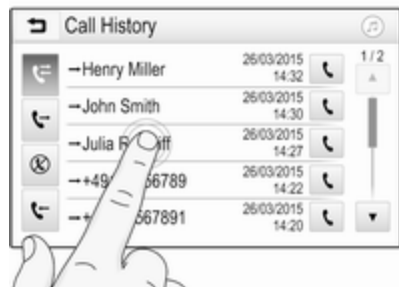 Call History
1/2
→Henry Miller 26/03/2015 14:32
→John Smith 26/03/2015 14:30
→Julia 26/03/2015 14:27
26/03/2015 14:22
26/03/2015 14:20